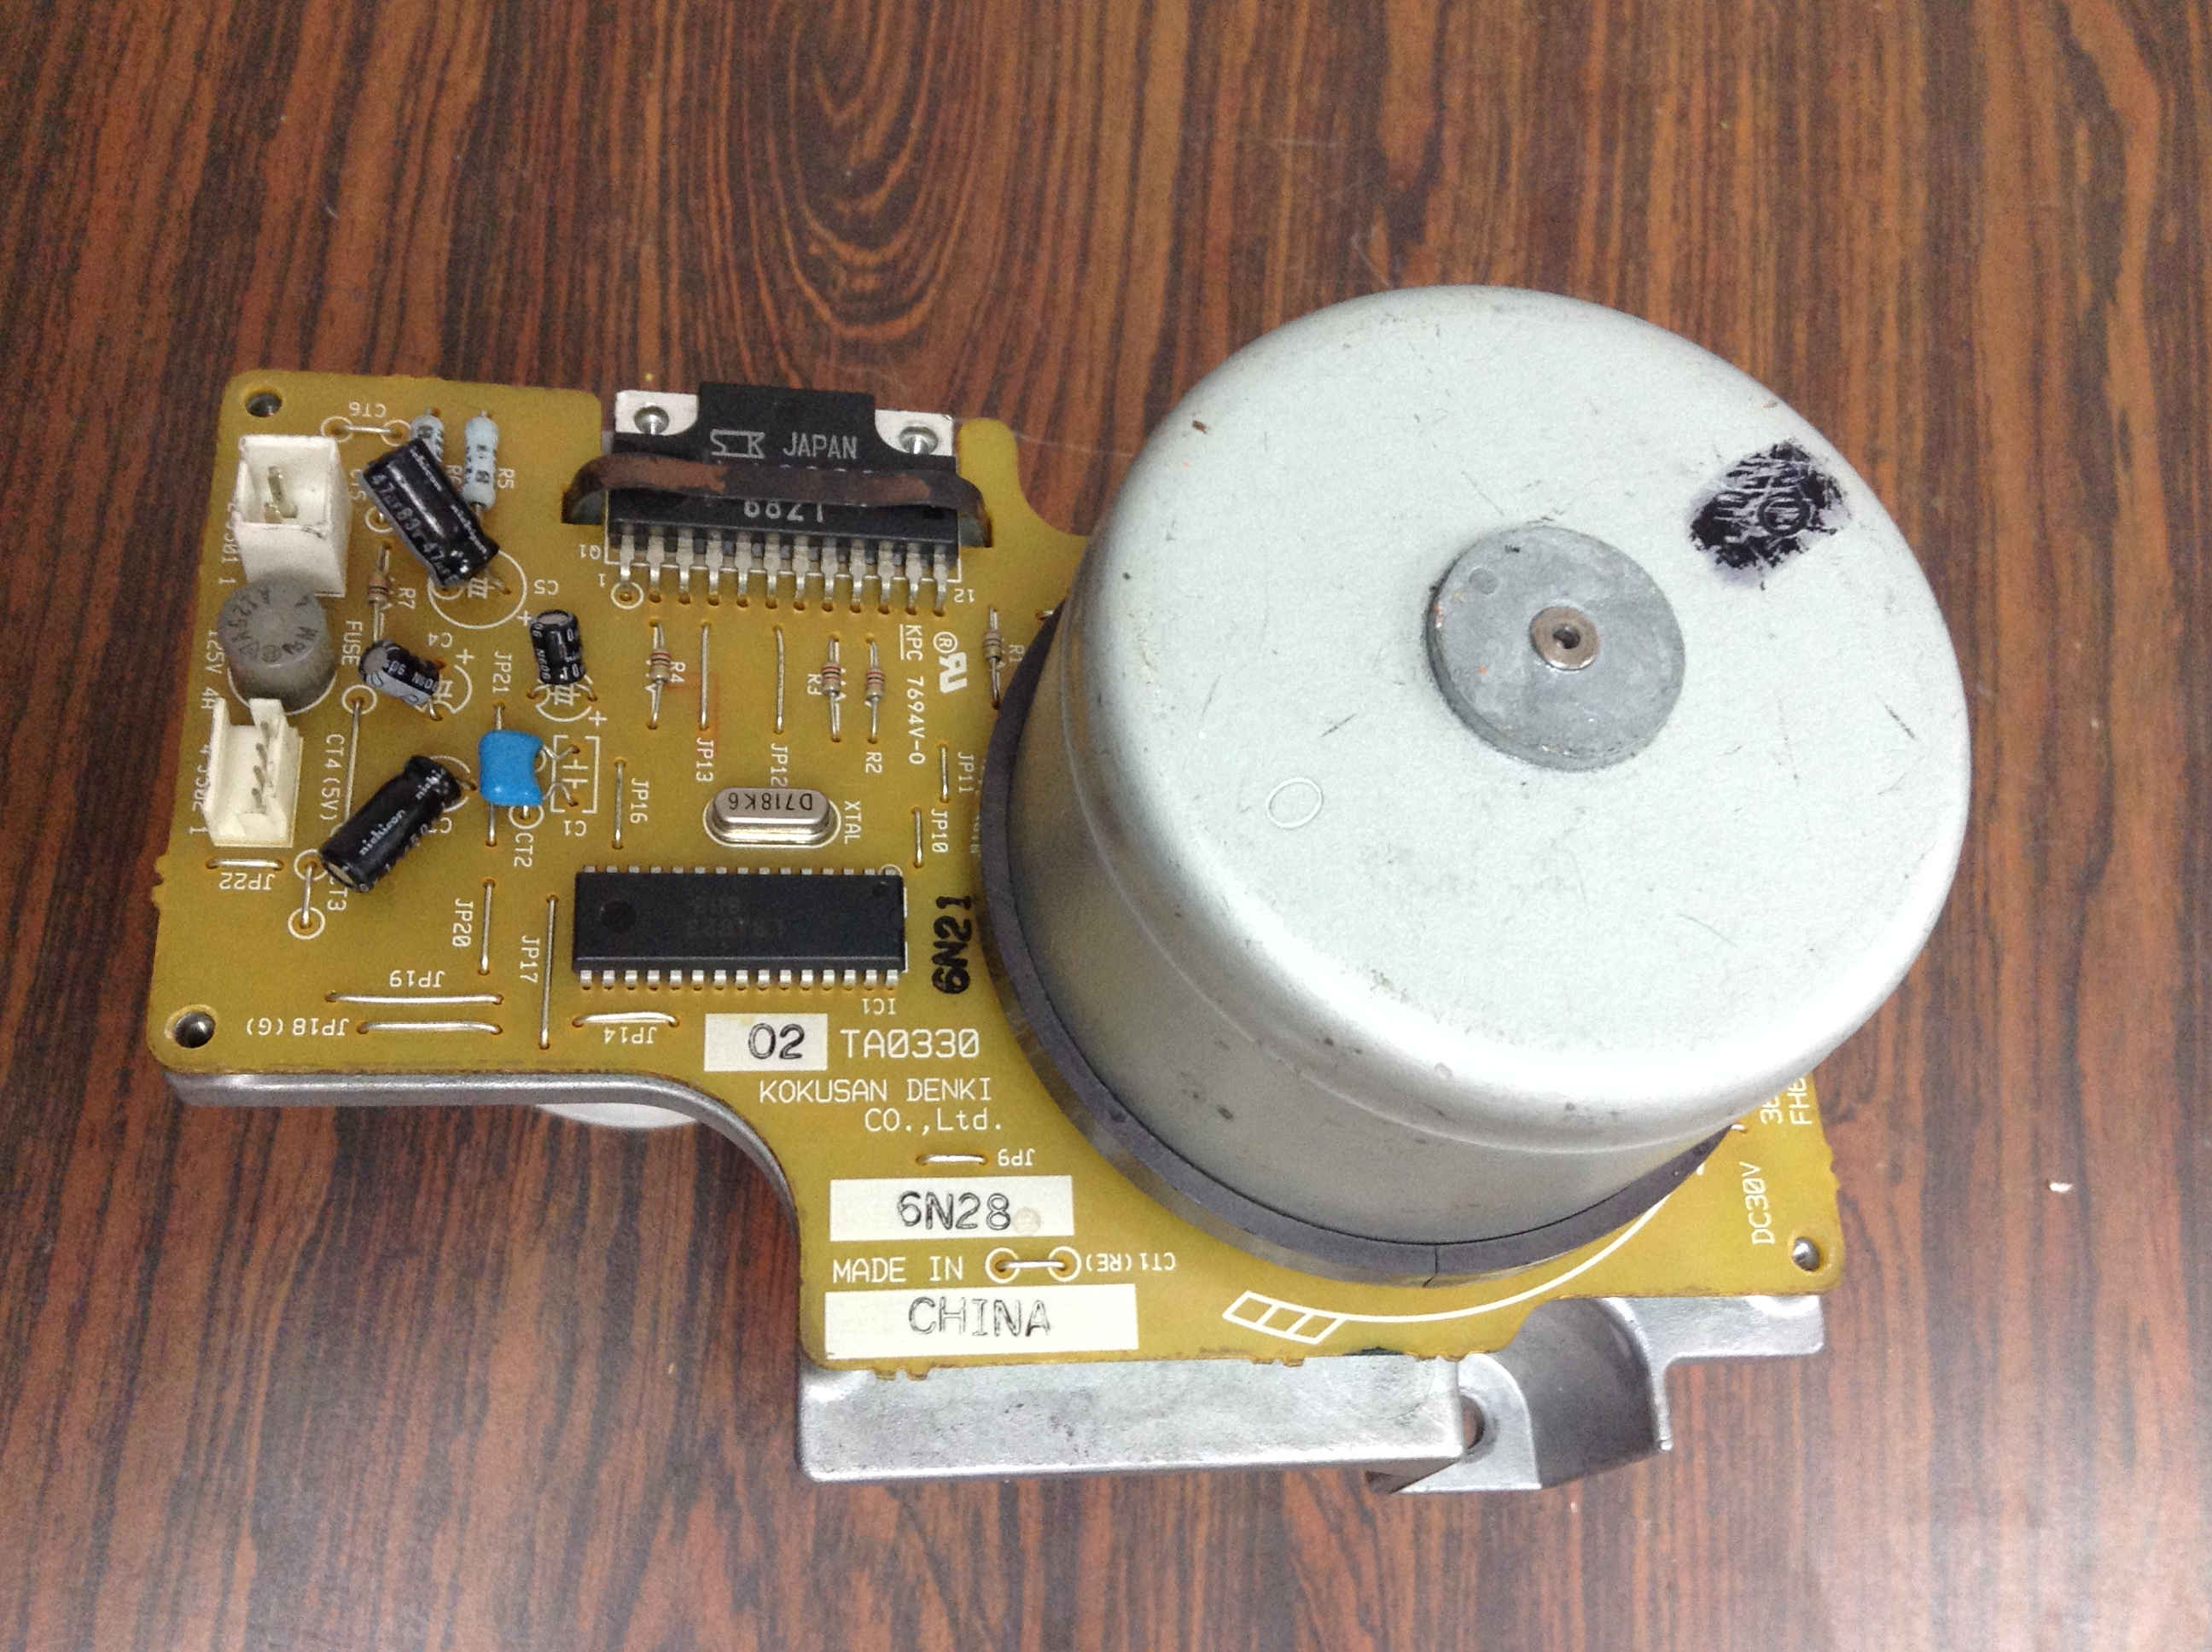 CT6
R5
JAPAN
Q1
1
12
C5
R7
FUSE
C4
JP21
R4
R3
R2
R1
KPC 7694V-0
JP13
JP12
JP11
JP10
JP16
CT4(5V)
C1
CT2
D718K6
XTAL
JP22
JP20
JP17
JP19
JP18(G)
JP14
IC1
6N21
02 TA0330
KOKUSAN DENKI
CO.,Ltd.
JP9
6N28
MADE IN
CT1(RE)
CHINA
DC30V
nichicon